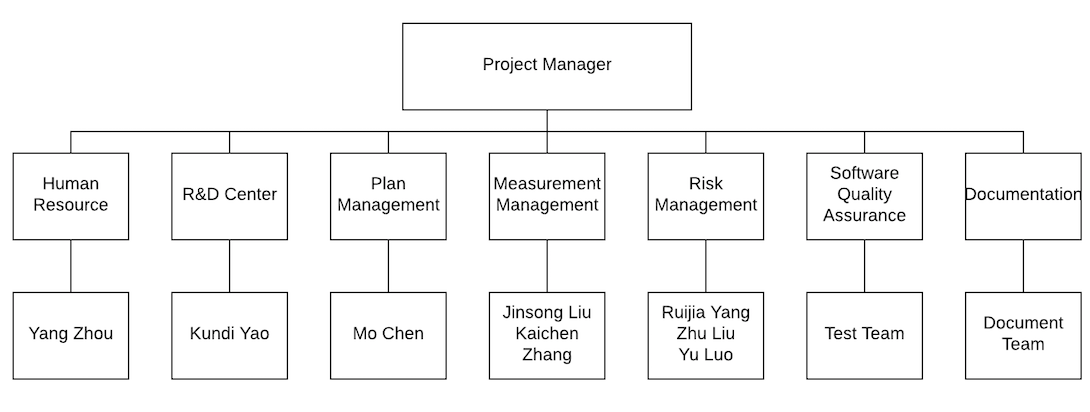 Project Manager
Human
Resource
R&D Center
Plan
Management
Measurement
Management
Risk
Management
Software
Quality
Assurance
Documentation
Yang Zhou
Kundi Yao
Mo Chen
Jinsong Liu
Kaichen
Zhang
Ruijia Yang
Zhu Liu
Yu Luo
Test Team
Document
Team